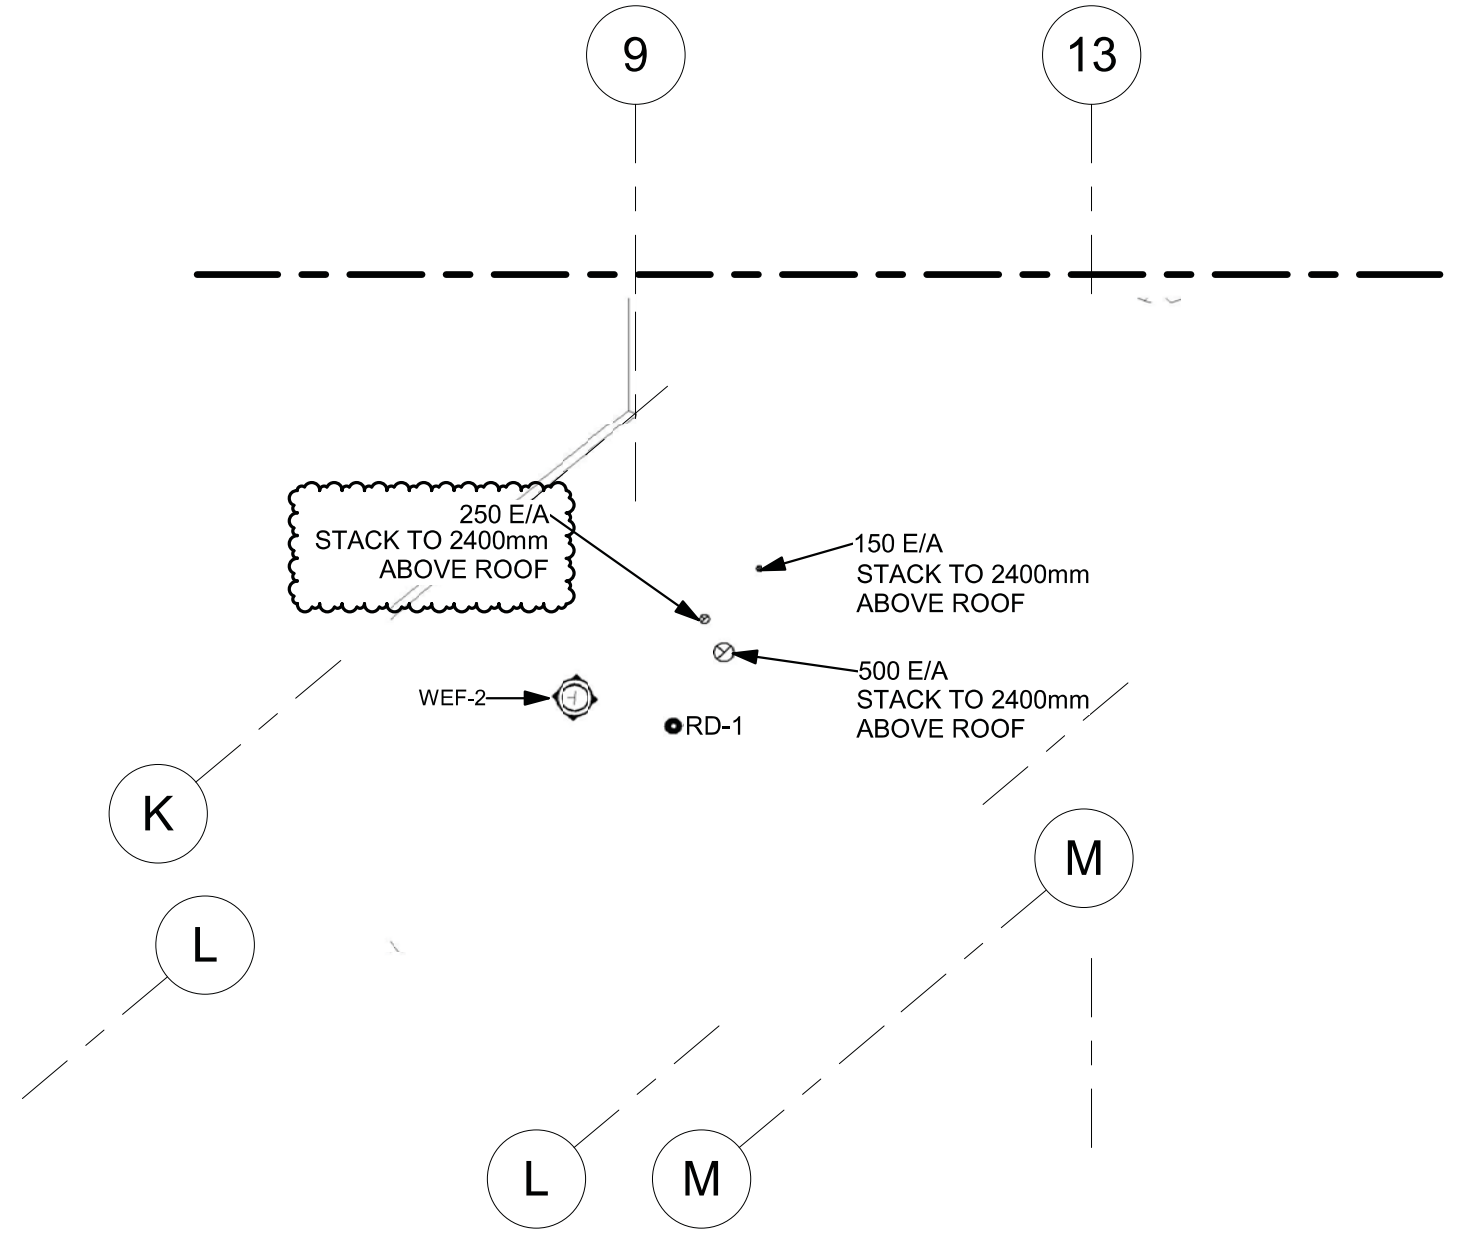 9
13
250 E/A
STACK TO 2400mm
ABOVE ROOF
150 E/A
STACK TO 2400mm
ABOVE ROOF
500 E/A
STACK TO 2400mm
ABOVE ROOF
WEF-2
RD-1
K
M
L
L
M